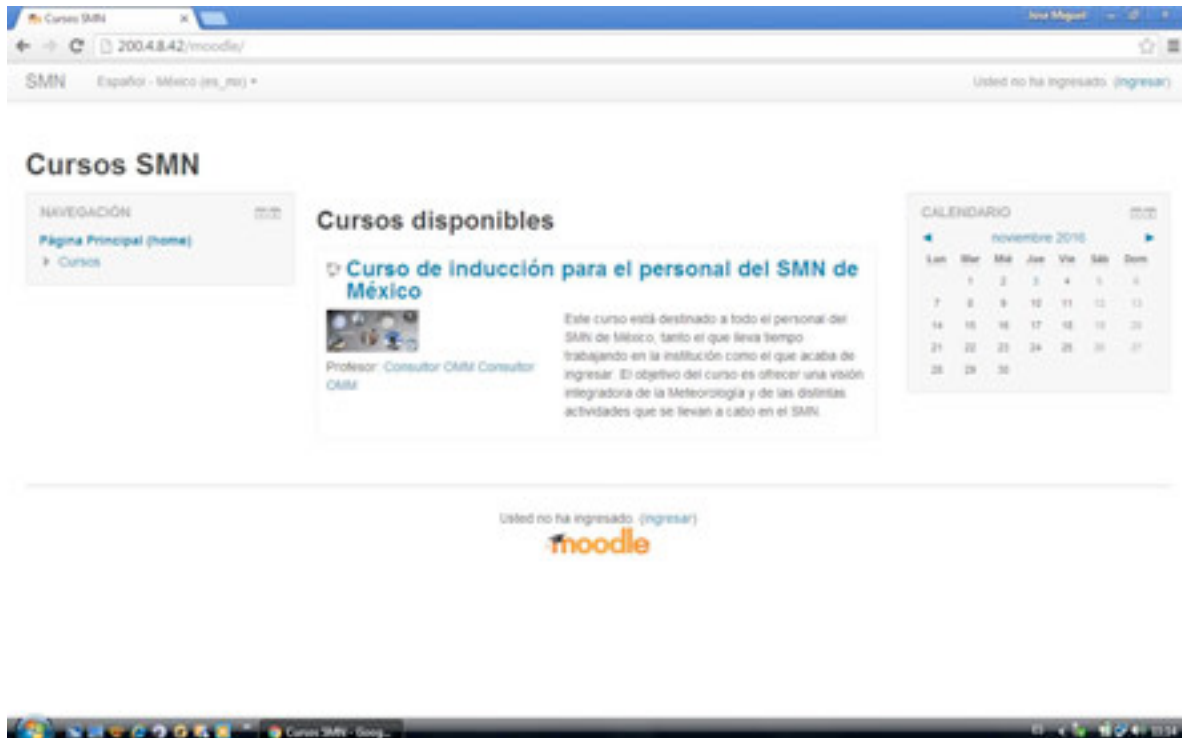 Cursos SMN
Jose Miguel
200.4.8.42/moodle/
SMN Español - México (es_mx)
Usted no ha ingresado. (Ingresar)
Cursos SMN
NAVEGACIÓN
Página Principal (home)
Cursos
Cursos disponibles
Curso de inducción para el personal del SMN de
México
Profesor: Consultor OMM Consultor
OMM
Este curso está destinado a todo el personal del
SMN de México, tanto el que lleva tiempo
trabajando en la institución como el que acaba de
ingresar. El objetivo del curso es ofrecer una visión
integradora de la Meteorología y de las distintas
actividades que se llevan a cabo en el SMN.
CALENDARIO
noviembre 2016
Lun Mar Mié Jue Vie Sáb Dom
1 2 3 4 5 6
7 8 9 10 11 12 13
14 15 16 17 18 19 20
21 22 23 24 25 26 27
28 29 30
Usted no ha ingresado. (Ingresar)
moodle
Cursos SMN - Goog...
ES